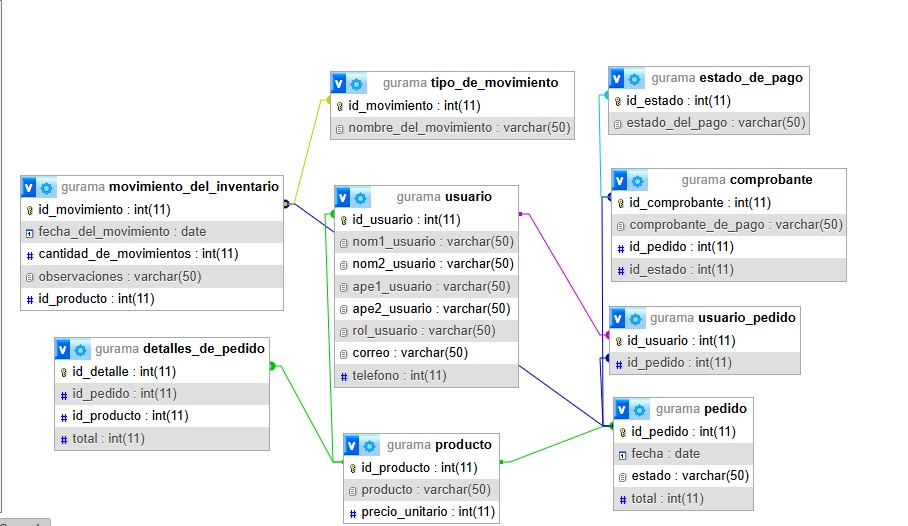 gurama tipo_de_movimiento
id_movimiento : int(11)
nombre_del_movimiento : varchar(50)
gurama estado_de_pago
id_estado : int(11)
estado_del_pago : varchar(50)
gurama movimiento_del_inventario
id_movimiento : int(11)
fecha_del_movimiento : date
cantidad_de_movimientos : int(11)
observaciones : varchar(50)
id_producto : int(11)
gurama usuario
id_usuario : int(11)
nom1_usuario : varchar(50)
nom2_usuario : varchar(50)
ape1_usuario : varchar(50)
ape2_usuario : varchar(50)
rol_usuario : varchar(50)
correo : varchar(50)
telefono : int(11)
gurama comprobante
id_comprobante : int(11)
comprobante_de_pago : varchar(50)
id_pedido : int(11)
id_estado : int(11)
gurama usuario_pedido
id_usuario : int(11)
id_pedido : int(11)
gurama detalles_de_pedido
id_detalle : int(11)
id_pedido : int(11)
id_producto : int(11)
total : int(11)
gurama producto
id_producto : int(11)
producto : varchar(50)
precio_unitario : int(11)
gurama pedido
id_pedido : int(11)
fecha : date
estado : varchar(50)
total : int(11)